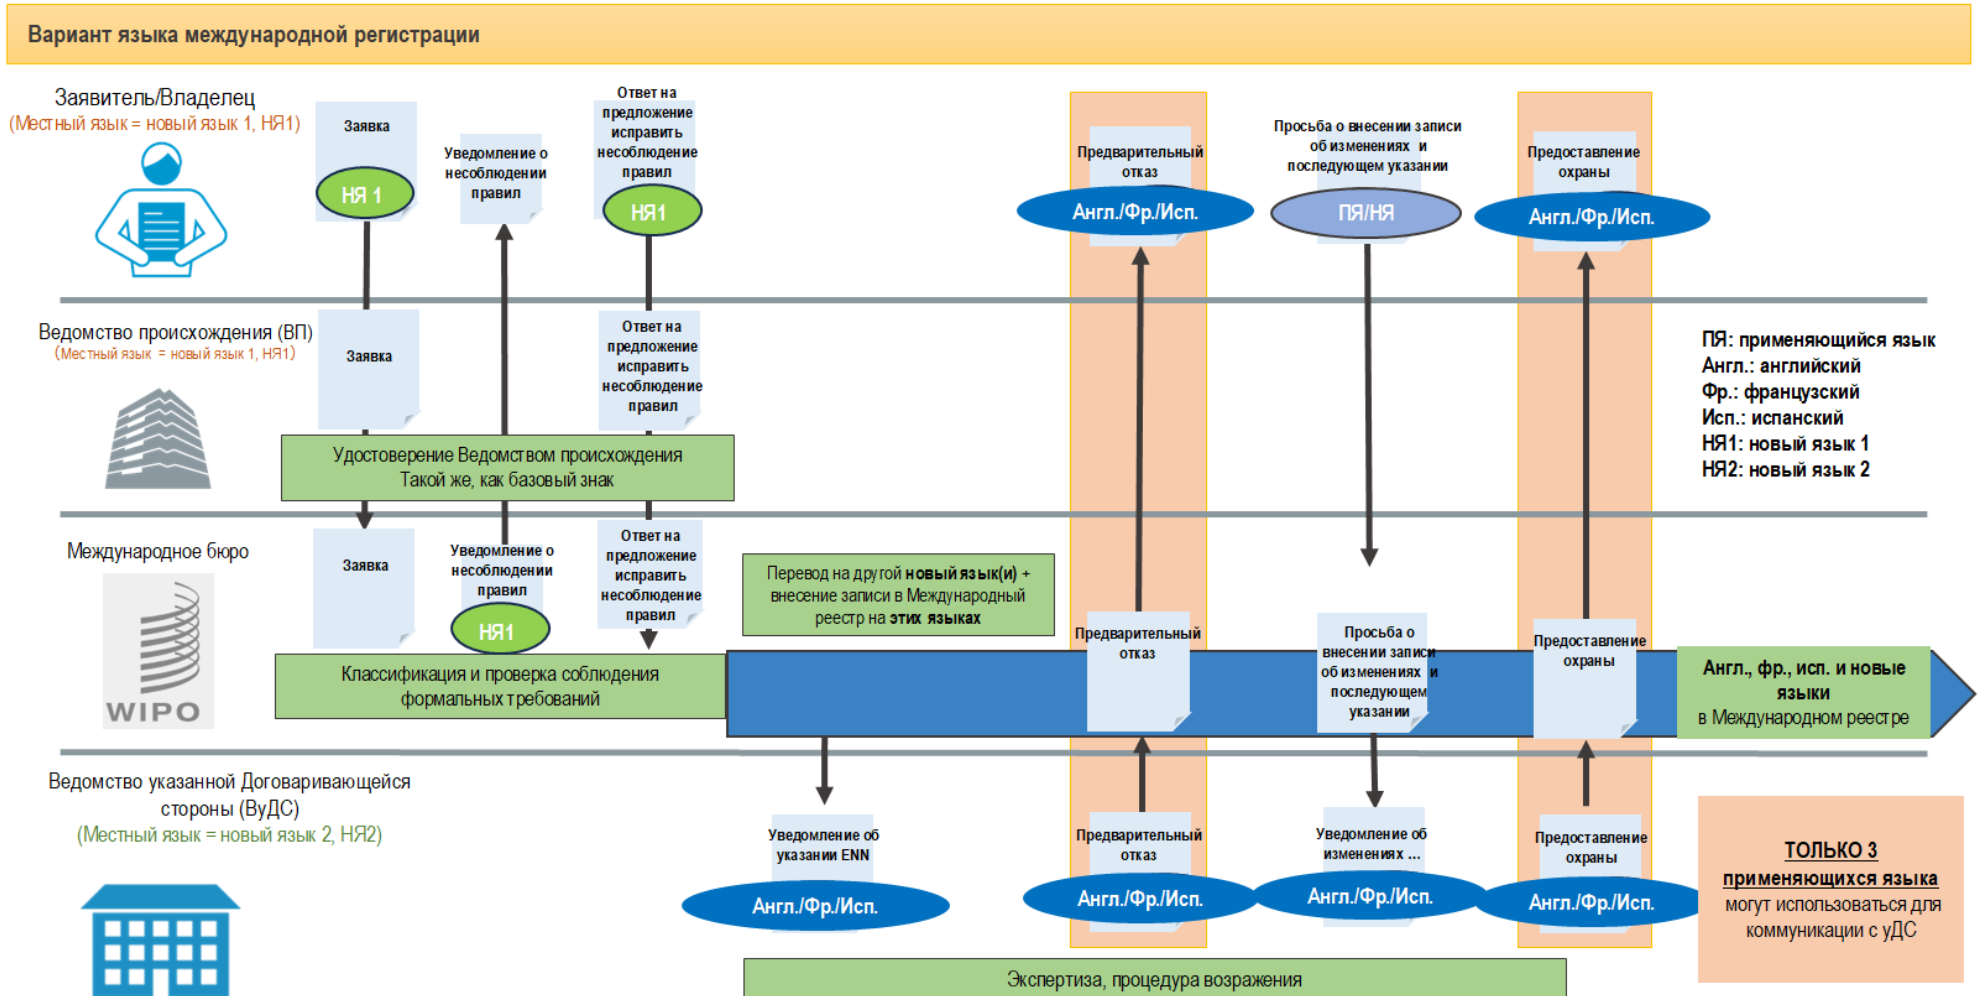 Вариант языка международной регистрации
Заявитель/Владелец
(Местный язык = новый язык 1, НЯ1)
Заявка
НЯ 1
Уведомление о
несоблюдении
правил
Ответ на
предложение
исправить
несоблюдение
правил
НЯ1
Предварительный
отказ
Англ./Фр./Исп.
Просьба о внесении записи
об изменениях и
последующем указании
ПЯ/НЯ
Предоставление
охраны
Англ./Фр./Исп.
Ведомство происхождения (ВП)
(Местный язык = новый язык 1, НЯ1)
Заявка
Ответ на
предложение
исправить
несоблюдение
правил
Удостоверение Ведомством происхождения
Такой же, как базовый знак
ПЯ: применяющийся язык
Англ.: английский
Фр.: французский
Исп.: испанский
НЯ1: новый язык 1
НЯ2: новый язык 2
Международное бюро
WIPO
Заявка
Уведомление о
несоблюдении
правил
НЯ1
Ответ на
предложение
исправить
несоблюдение
правил
Классификация и проверка соблюдения
формальных требований
Перевод на другой новый язык(и) +
внесение записи в Международный
реестр на этих языках
Предварительный
отказ
Просьба о
внесении записи
об изменениях и
последующем
указании
Предоставление
охраны
Англ., фр., исп. и новые
языки
в Международном реестре
Ведомство указанной Договаривающейся
стороны (ВуДС)
(Местный язык = новый язык 2, НЯ2)
Уведомление об
указании ENN
Англ./Фр./Исп.
Предварительный
отказ
Англ./Фр./Исп.
Уведомление об
изменениях ...
Англ./Фр./Исп.
Предоставление
охраны
Англ./Фр./Исп.
ТОЛЬКО 3
применяющихся языка
могут использоваться для
коммуникации с уДС
Экспертиза, процедура возражения